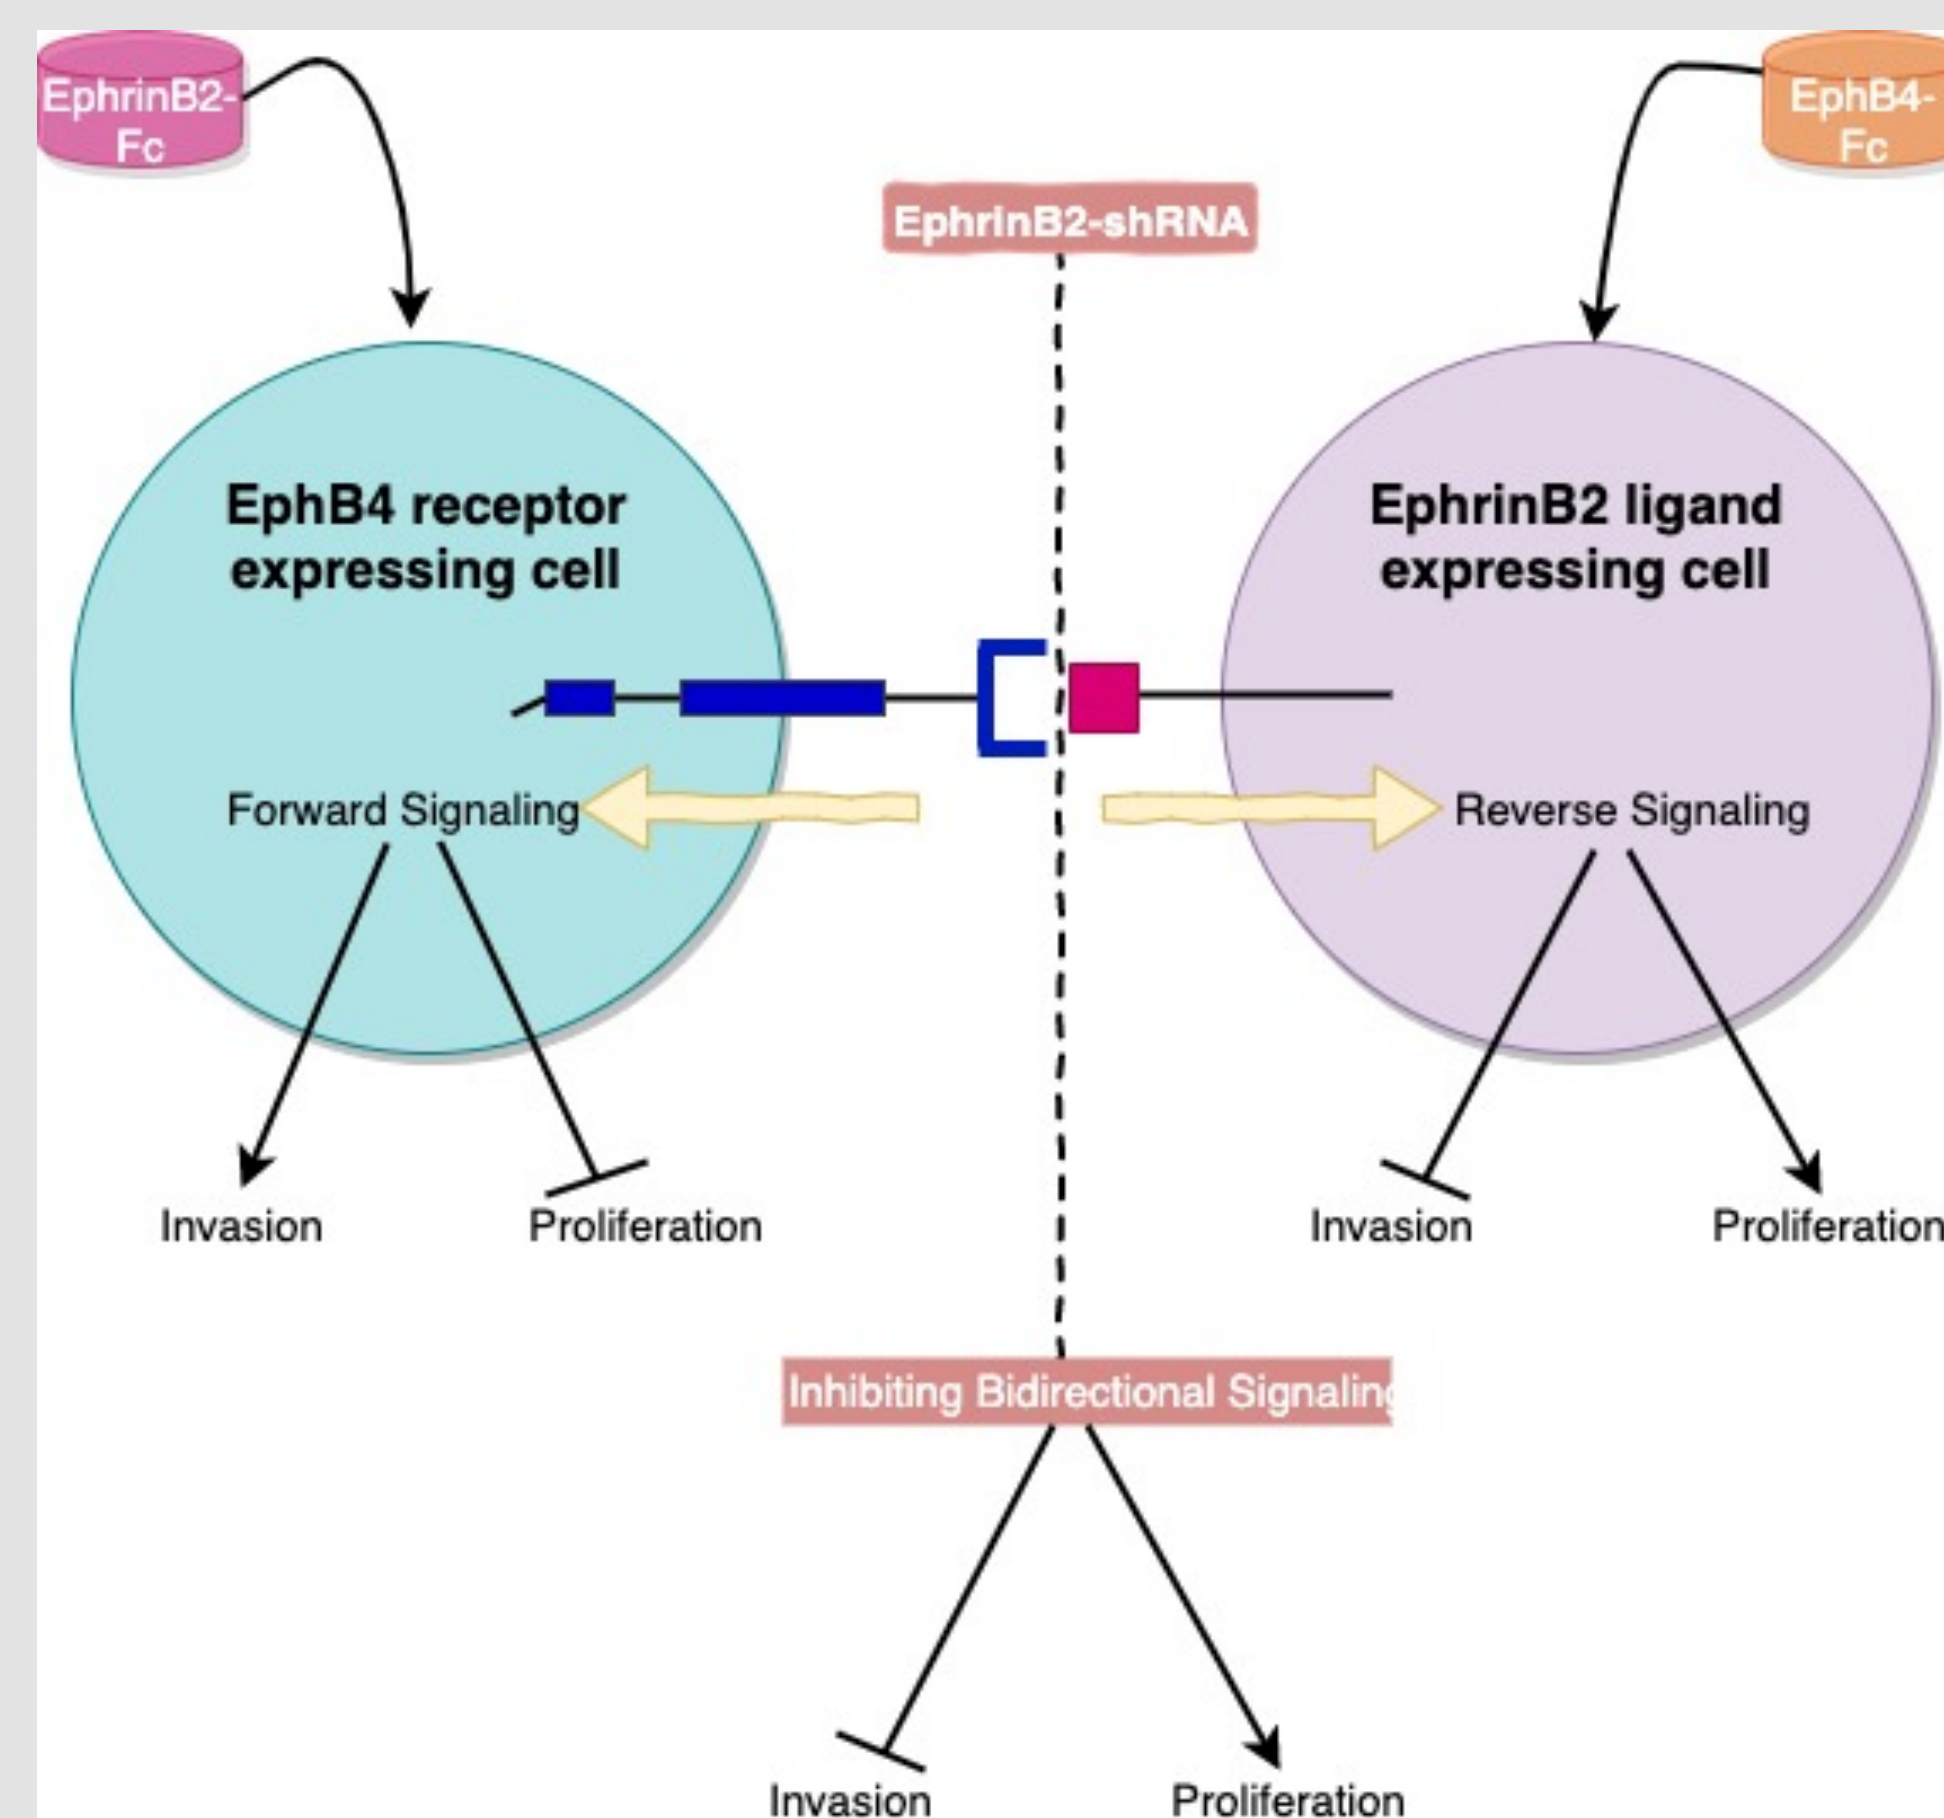 EphrinB2-
Fc
EphB4-
Fc
EphrinB2-shRNA
EphB4 receptor
expressing cell
EphrinB2 ligand
expressing cell
Forward Signaling
Reverse Signaling
Invasion
Proliferation
Invasion
Proliferation
Inhibiting Bidirectional Signaling
Invasion
Proliferation